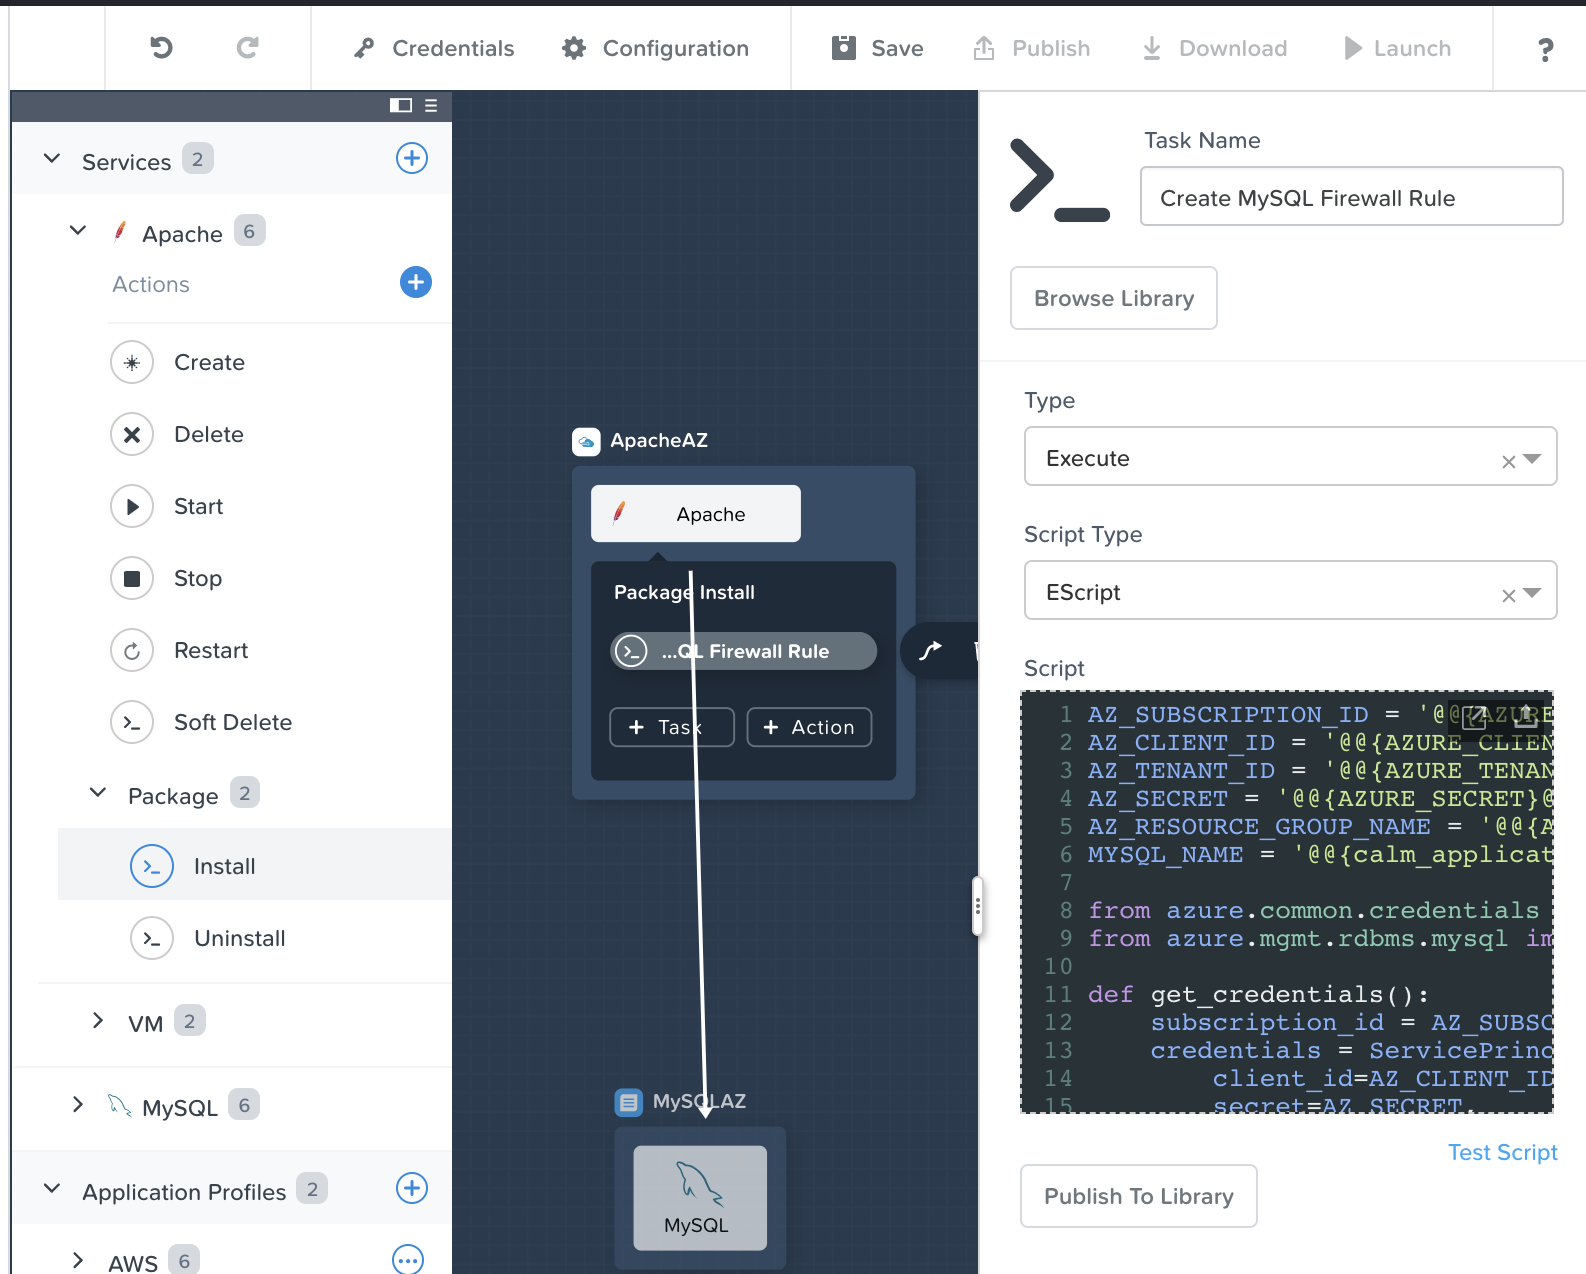 Credentials
Configuration
Save
Publish
Download
Launch
?
Services 2
Apache 6
Actions
Create
Delete
Start
Stop
Restart
Soft Delete
Package 2
Install
Uninstall
VM 2
MySQL 6
Application Profiles 2
AWS 6
ApacheAZ
Apache
Package Install
...QL Firewall Rule
+ Task
+ Action
MySQLAZ
MySQL
Task Name
Create MySQL Firewall Rule
Browse Library
Type
Execute
Script Type
EScript
Script
1 AZ_SUBSCRIPTION_ID = '@@{AZURE
2 AZ_CLIENT_ID = '@@{AZURE_CLIEN
3 AZ_TENANT_ID = '@@{AZURE_TENAN
4 AZ_SECRET = '@@{AZURE_SECRET}@
5 AZ_RESOURCE_GROUP_NAME = '@@{A
6 MYSQL_NAME = '@@{calm_applicat
7
8 from azure.common.credentials
9 from azure.mgmt.rdbms.mysql im
10
11 def get_credentials():
12 subscription_id = AZ_SUBSC
13 credentials = ServicePrinc
14 client_id=AZ_CLIENT_ID
15 secret=AZ_SECRET,
Test Script
Publish To Library